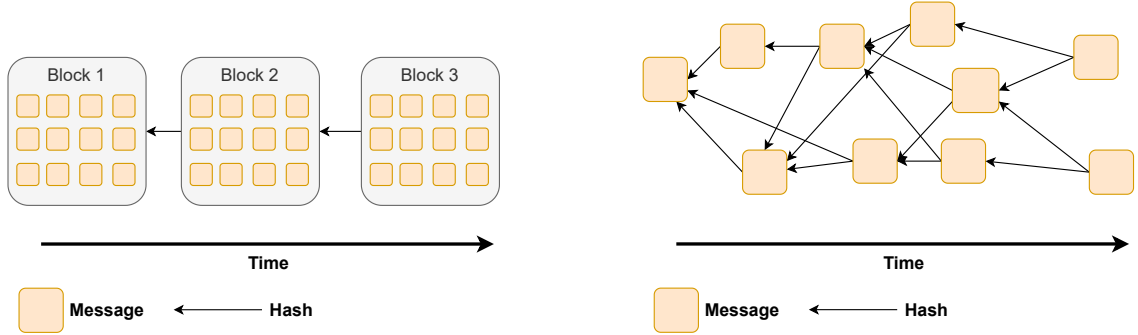 Block 1
Block 2
Block 3
Time
Message
Hash
Time
Message
Hash